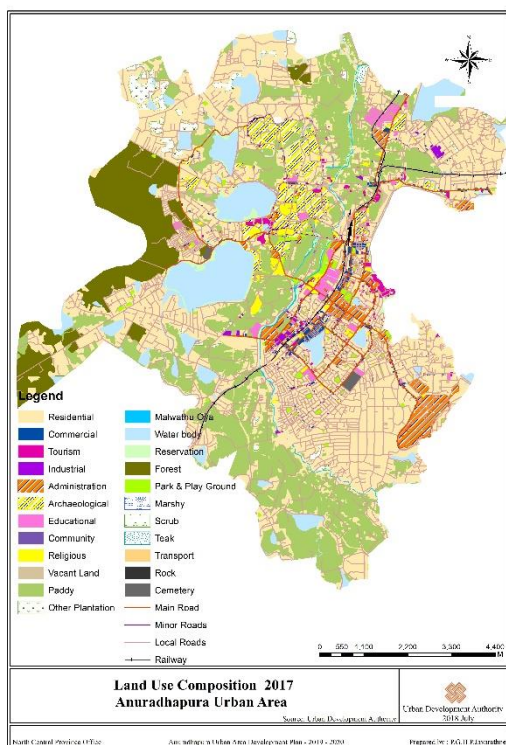 Legend
Residential
Commercial
Tourism
Industrial
Administration
Archaeological
Educational
Community
Religious
Vacant Land
Paddy
Other Plantation
Malwathu Oya
Water body
Reservation
Forest
Park & Play Ground
Marshy
Scrub
Teak
Transport
Rock
Cemetery
Main Road
Minor Roads
Local Roads
Railway
0 550 1,100 2,200 3,300 4,400
M
Land Use Composition 2017
Anuradhapura Urban Area
Source: Urban Development Authority
Urban Development Authority
2018 July
North Central Province Office
Anuradhapura Urban Area Development Plan - 2019 - 2030
Prepared by :